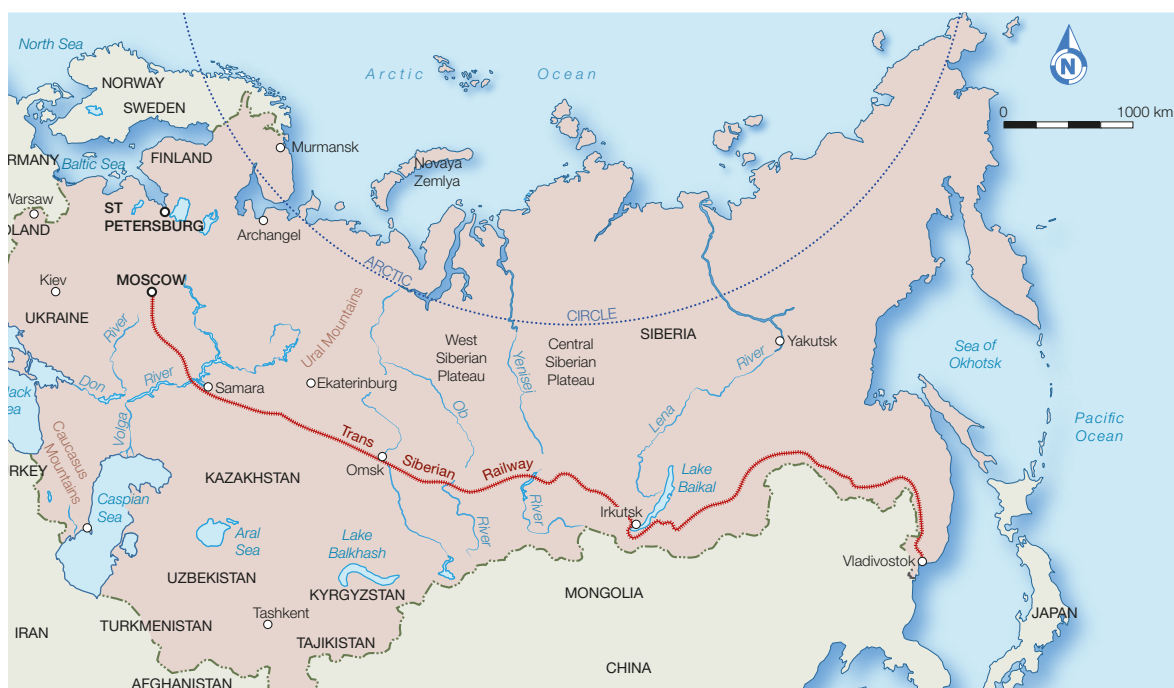 North Sea
NORWAY
SWEDEN
Arctic Ocean
N
0 1000 km
ERMANY
Baltic Sea
FINLAND
Murmansk
Novaya
Zemlya
Warsaw
OLAND
ST
PETERSBURG
Archangel
ARCTIC
CIRCLE
Kiev
MOSCOW
UKRAINE
River
Don
River
Samara
Volga
Ural Mountains
Ekaterinburg
West
Siberian
Plateau
Ob
Yenisei
Central
Siberian
Plateau
SIBERIA
River
Yakutsk
Lena
Sea of
Okhotsk
Pacific
Ocean
lack
ea
Caucasus
Mountains
RKEY
Caspian
Sea
KAZAKHSTAN
Trans
Siberian
Railway
Omsk
River
River
Irkutsk
Lake
Baikal
Aral
Sea
Lake
Balkhash
UZBEKISTAN
KYRGYZSTAN
Tashkent
TURKMENISTAN
TAJIKISTAN
IRAN
AFGHANISTAN
MONGOLIA
CHINA
Vladivostok
JAPAN